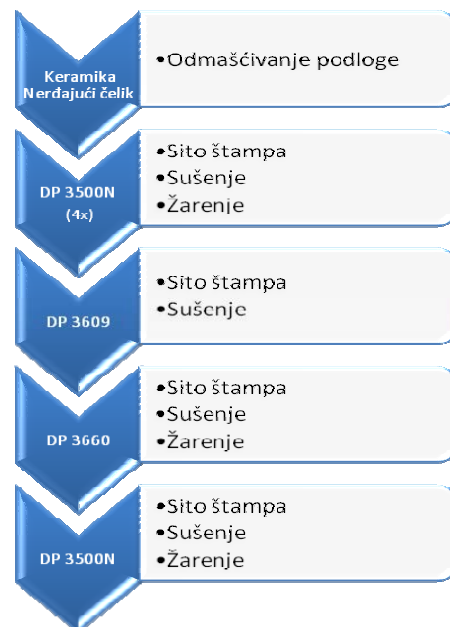 Keramika
Nerđajući čelik
•Odmašćivanje podloge
DP 3500N
(4x)
•Sito štampa
•Sušenje
•Žarenje
DP 3609
•Sito štampa
•Sušenje
DP 3660
•Sito štampa
•Sušenje
•Žarenje
DP 3500N
•Sito štampa
•Sušenje
•Žarenje